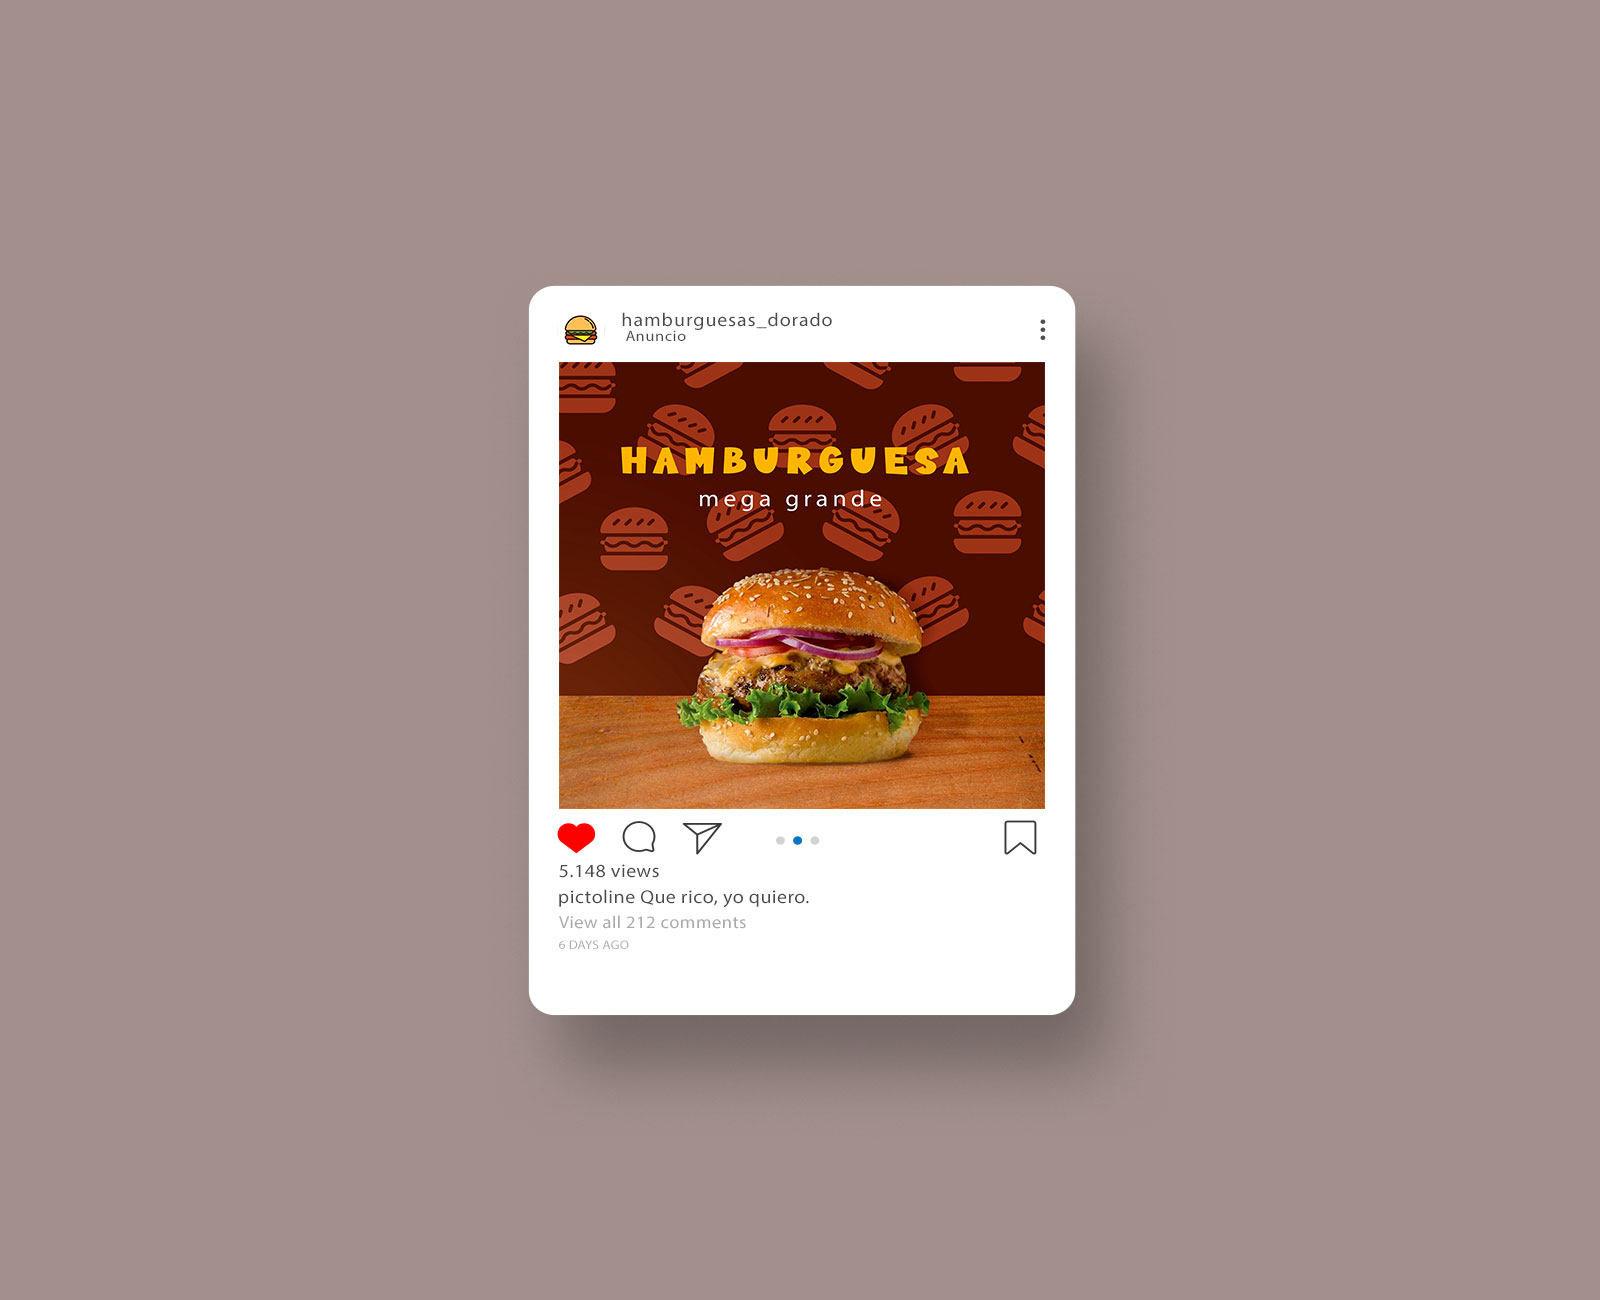 hamburguesas_dorado
Anuncio
HAMBURGUESA
mega grande
5.148 views
pictoline Que rico, yo quiero.
View all 212 comments
6 DAYS AGO